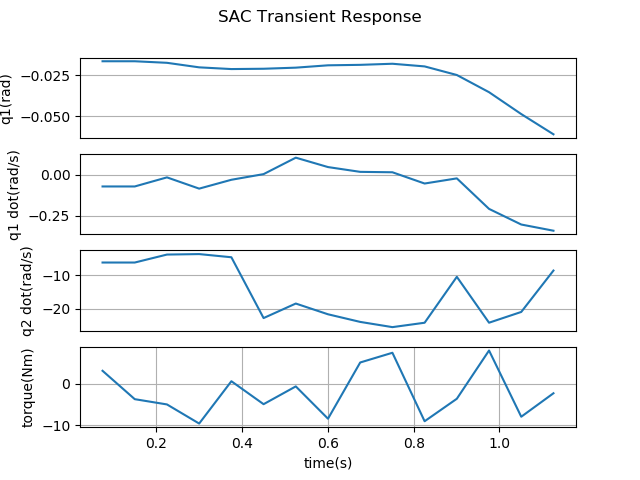 SAC Transient Response
q1(rad)
−0.025
−0.050
q1 dot(rad/s)
0.00
−0.25
q2 dot(rad/s)
−10
−20
torque(Nm)
0
−10
0.2 0.4 0.6 0.8 1.0
time(s)